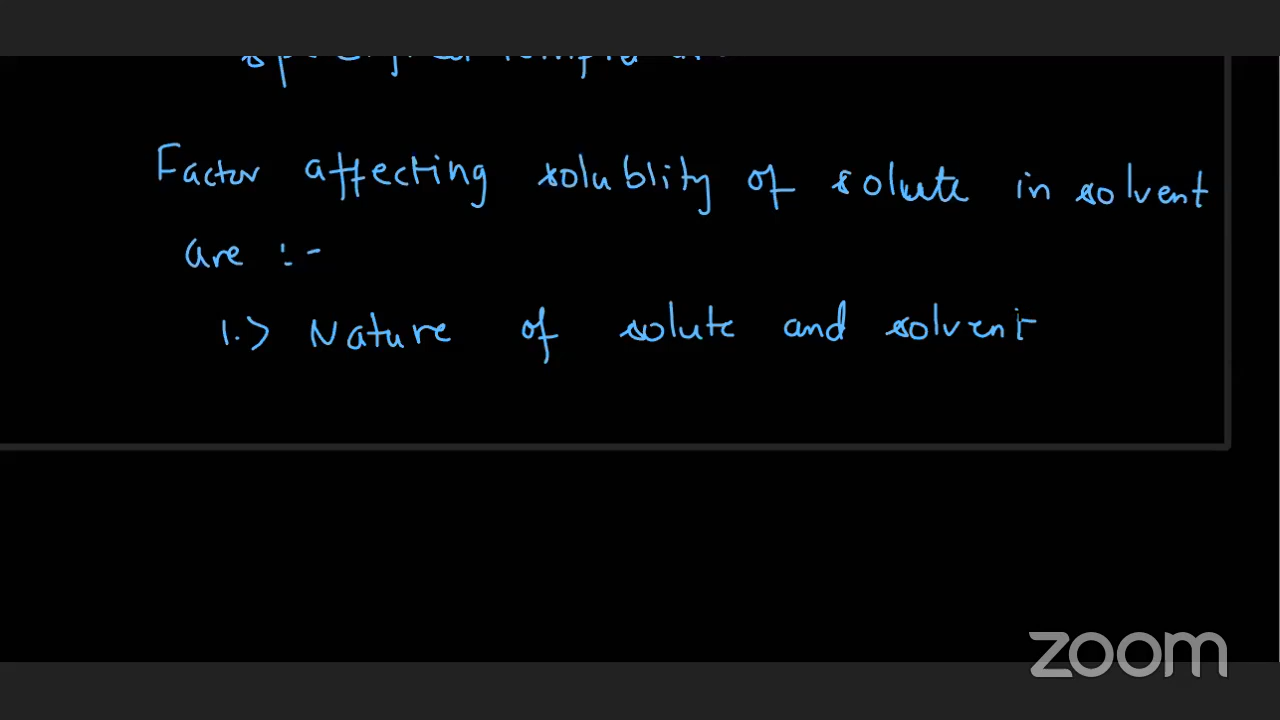 Factor affecting solublity of solute in solvent
are :-
1.> Nature of solute and solvent
zoom